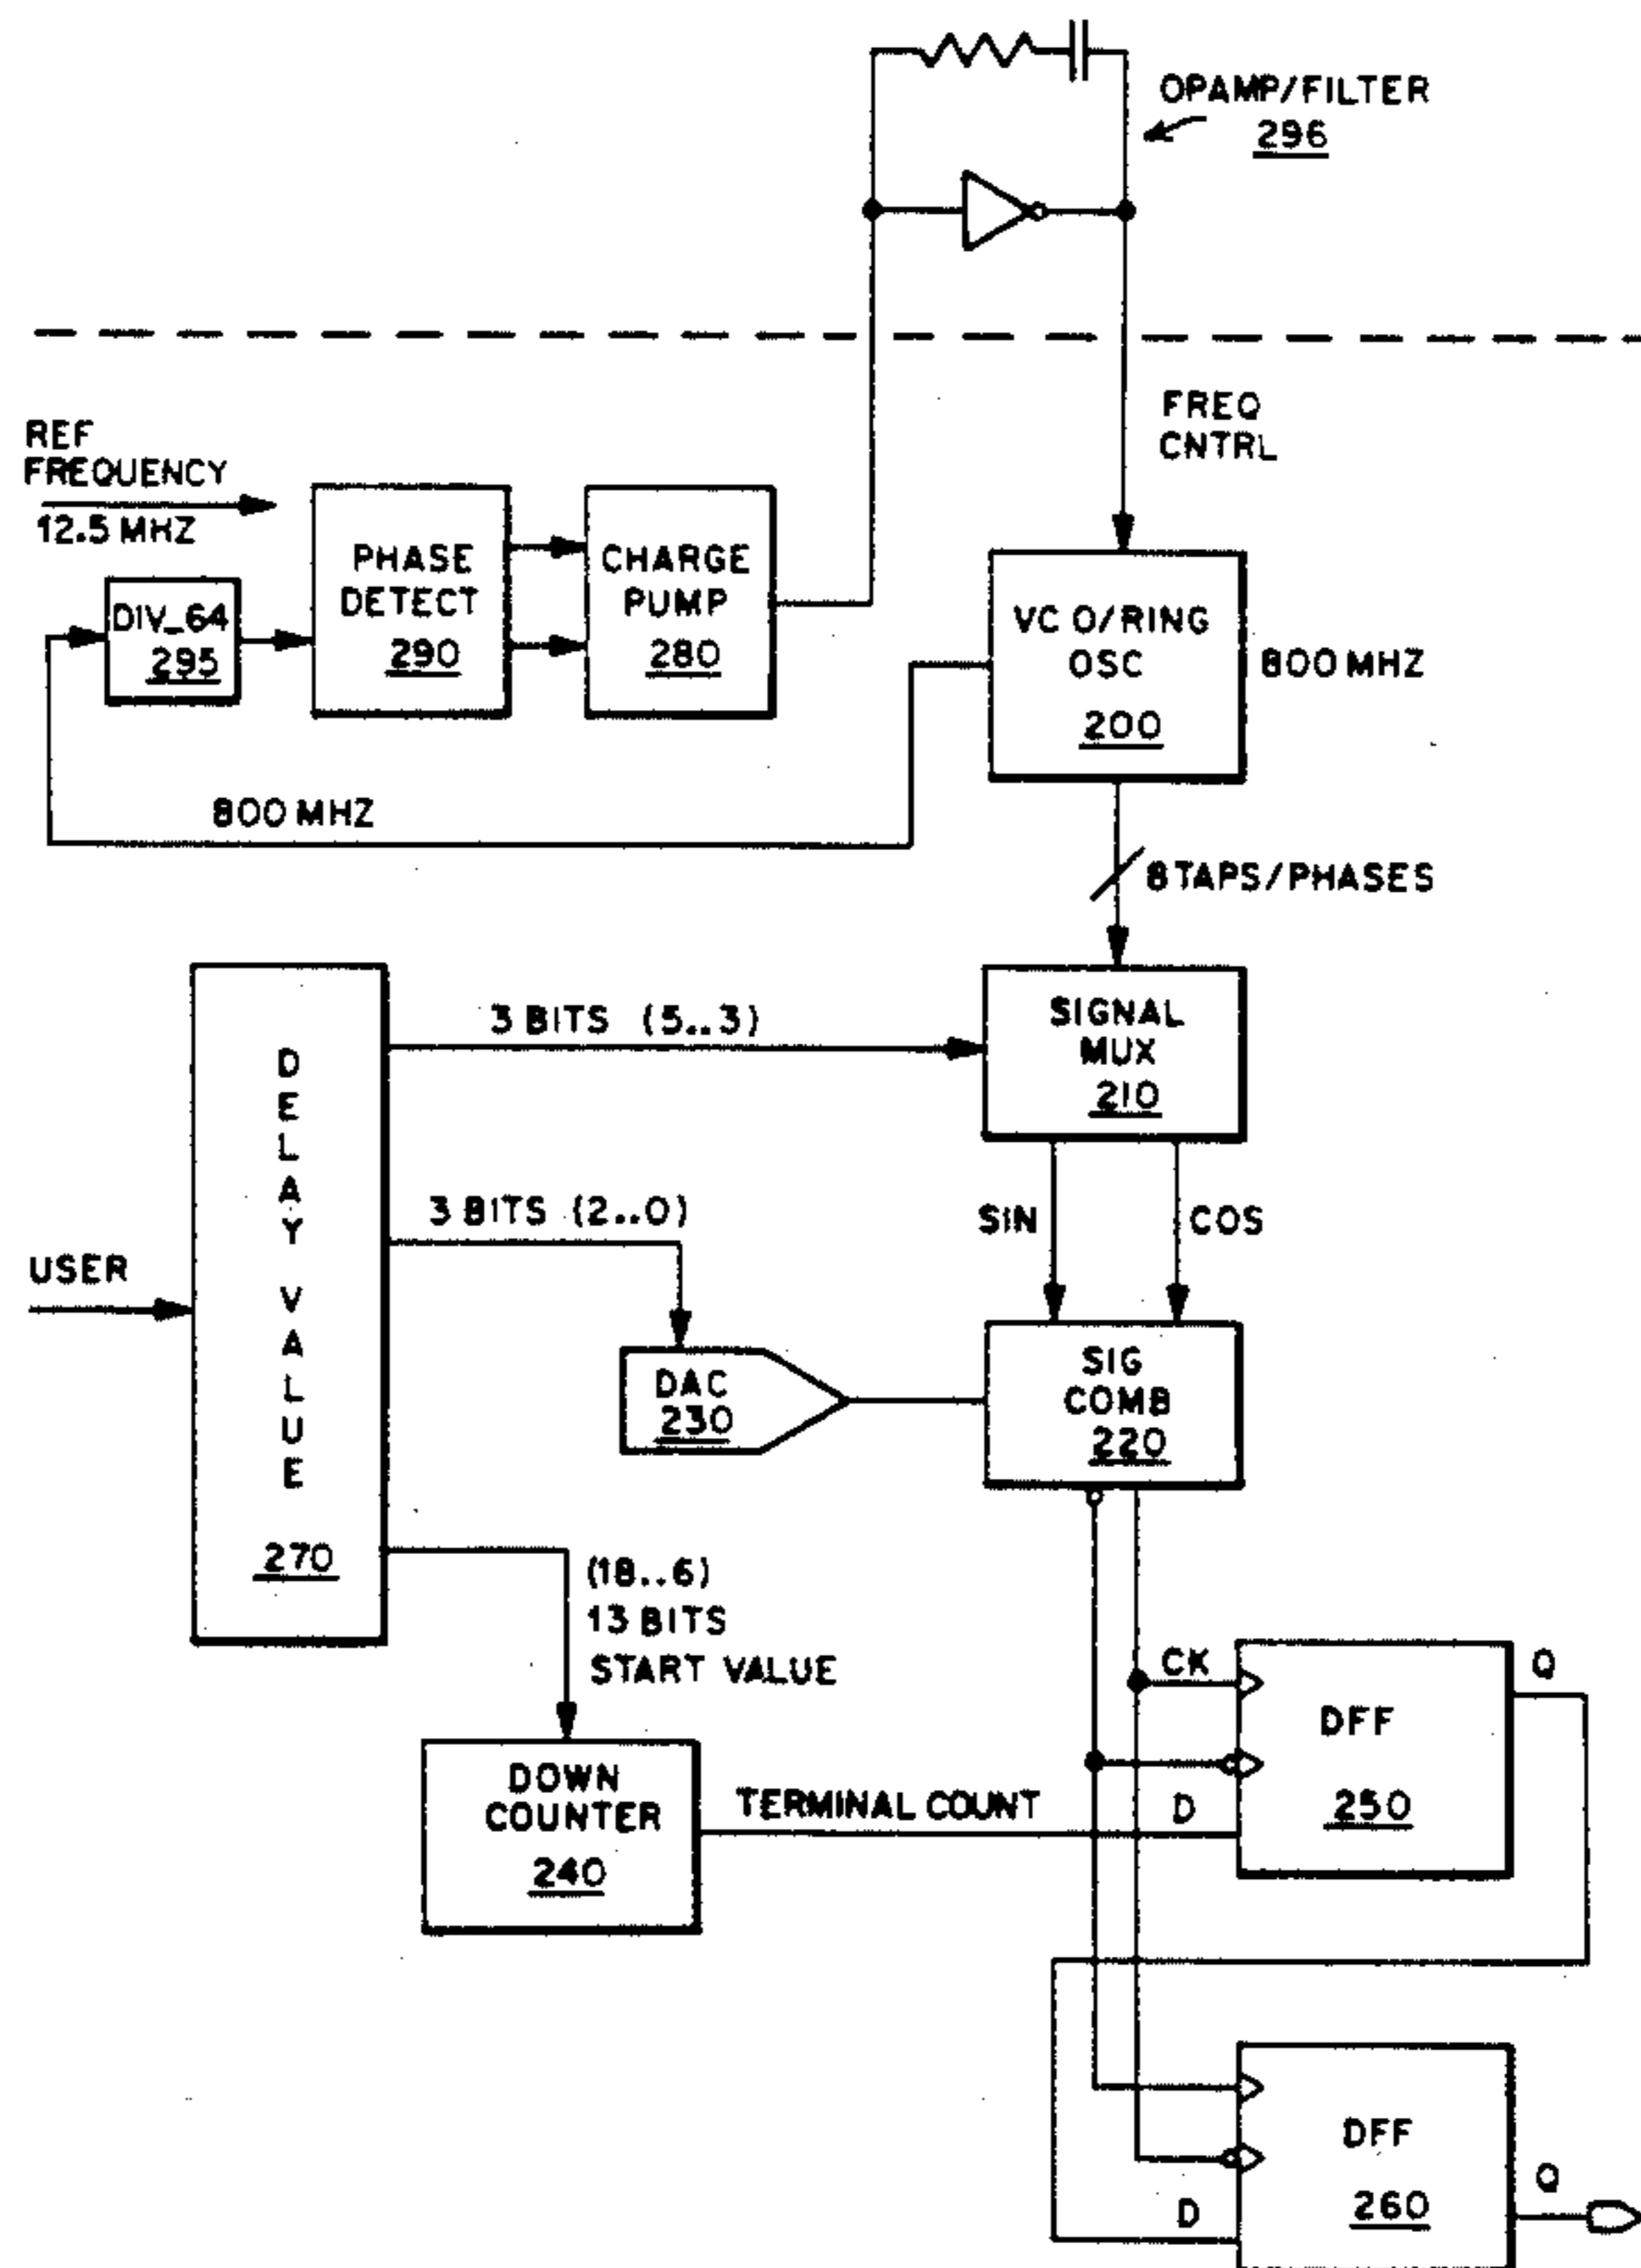 OPAMP/FILTER
296
FREQ
CNTRL
REF
FREQUENCY
12.5 MHZ
DIV_64
295
PHASE
DETECT
290
CHARGE
PUMP
280
VCO/RING
OSC
200
800 MHZ
800 MHZ
8 TAPS/PHASES
3 BITS (5..3)
SIGNAL
MUX
210
DELAY VALUE
270
3 BITS (2..0)
SIN
COS
USER
DAC
230
SIG
COMB
220
(18..6)
13 BITS
START VALUE
CK
DFF
250
Q
DOWN
COUNTER
240
TERMINAL COUNT
D
DFF
260
Q
D